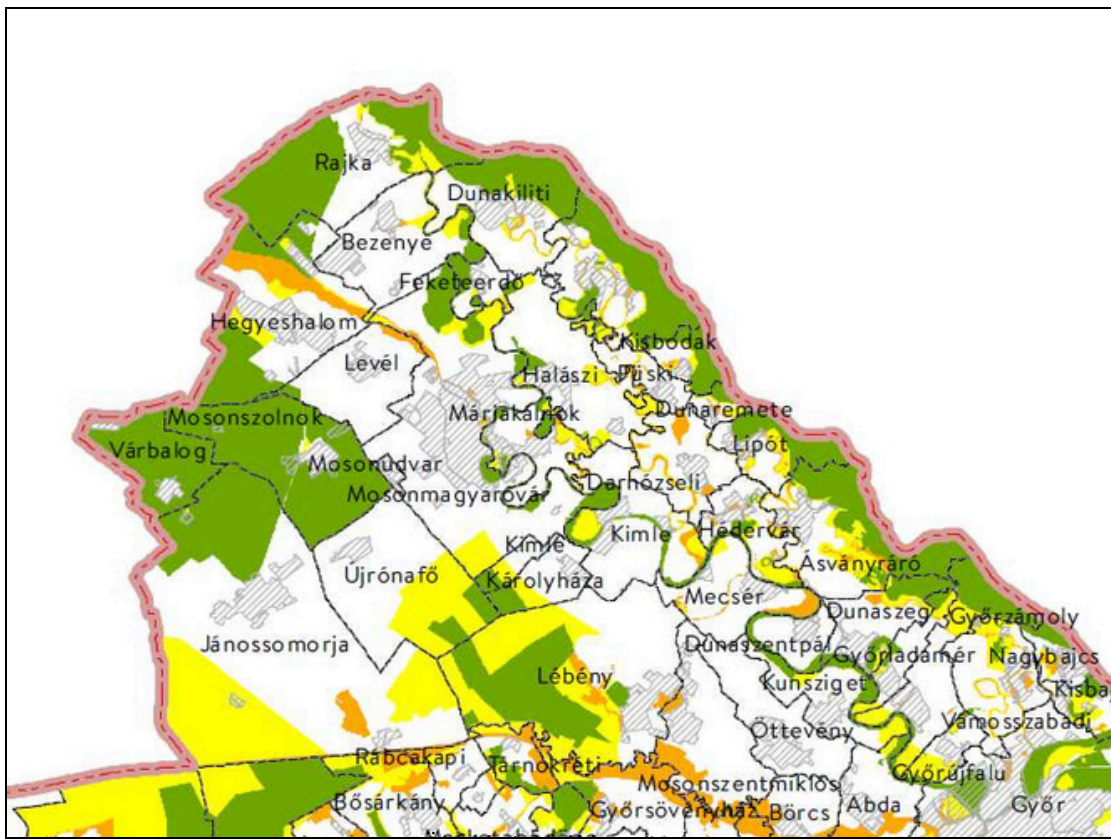 Rajka
Dunakiliti
Bezenye
Feketeerdő
Hegyeshalom
Kisbodak
Levél
Halászi
Püski
Mosonszolnok
Máriakálnok
Dunaremete
Várbalog
Lipót
Mosonudvar
Mosonmagyaróvár
Darnózseli
Kimle
Hédervár
Kimle
Ásványráró
Újrónafő
Károlyháza
Mecsér
Dunaszeg
Győrzámoly
Jánossomorja
Dunaszentpál
Győrladamér
Nagybajcs
Lébény
Kunsziget
Kisbaj
Vámosszabadi
Öttevény
Rábcakapi
Tárnokréti
Győrújfalu
Mosonszentmiklós
Bősárkány
Győrsövényház
Börcs
Abda
Győr